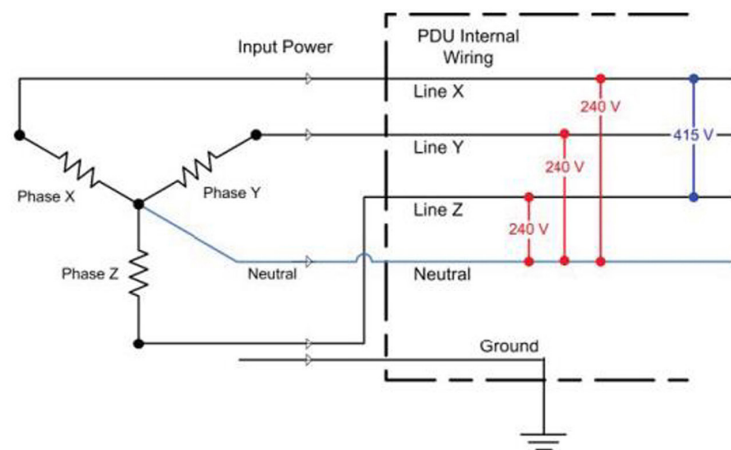 Input Power
PDU Internal
Wiring
Line X
240 V
Line Y
415 V
240 V
Phase X
Phase Y
Line Z
240 V
Phase Z
Neutral
Neutral
Ground